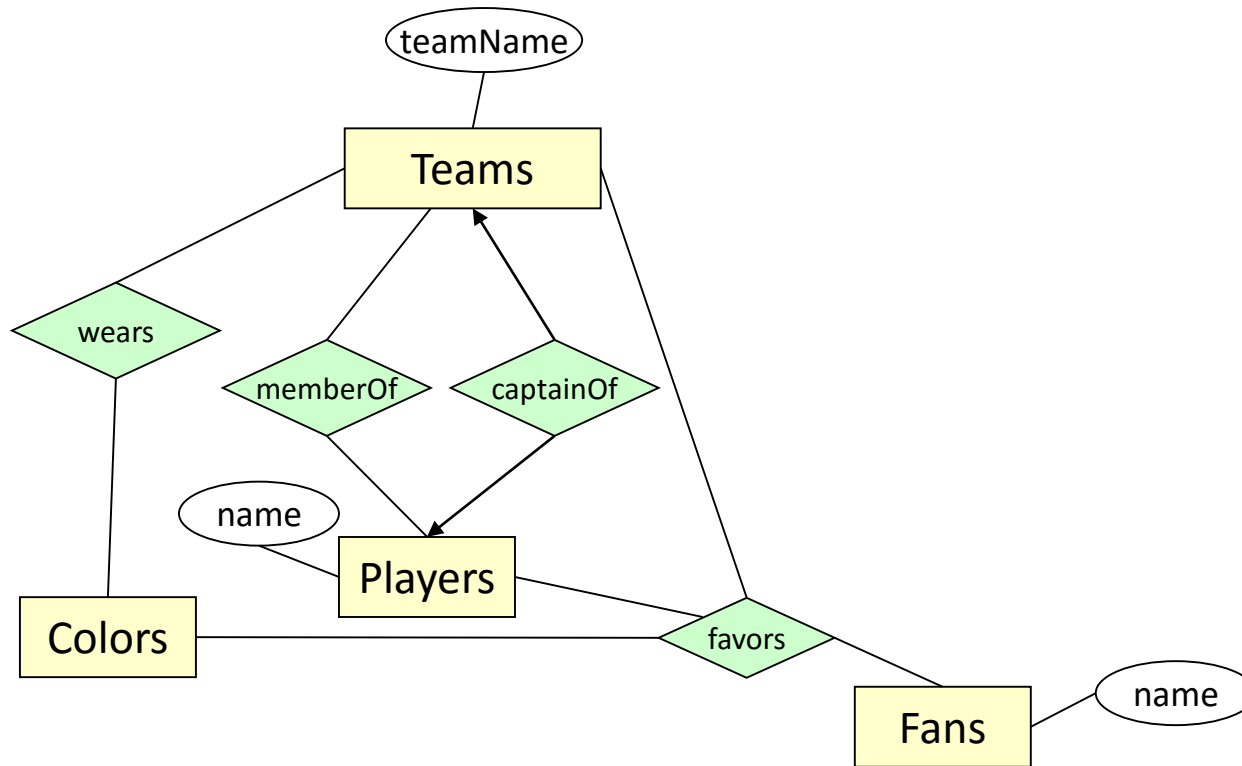 teamName
Teams
wears
memberOf
captainOf
name
Players
Colors
favors
Fans
name